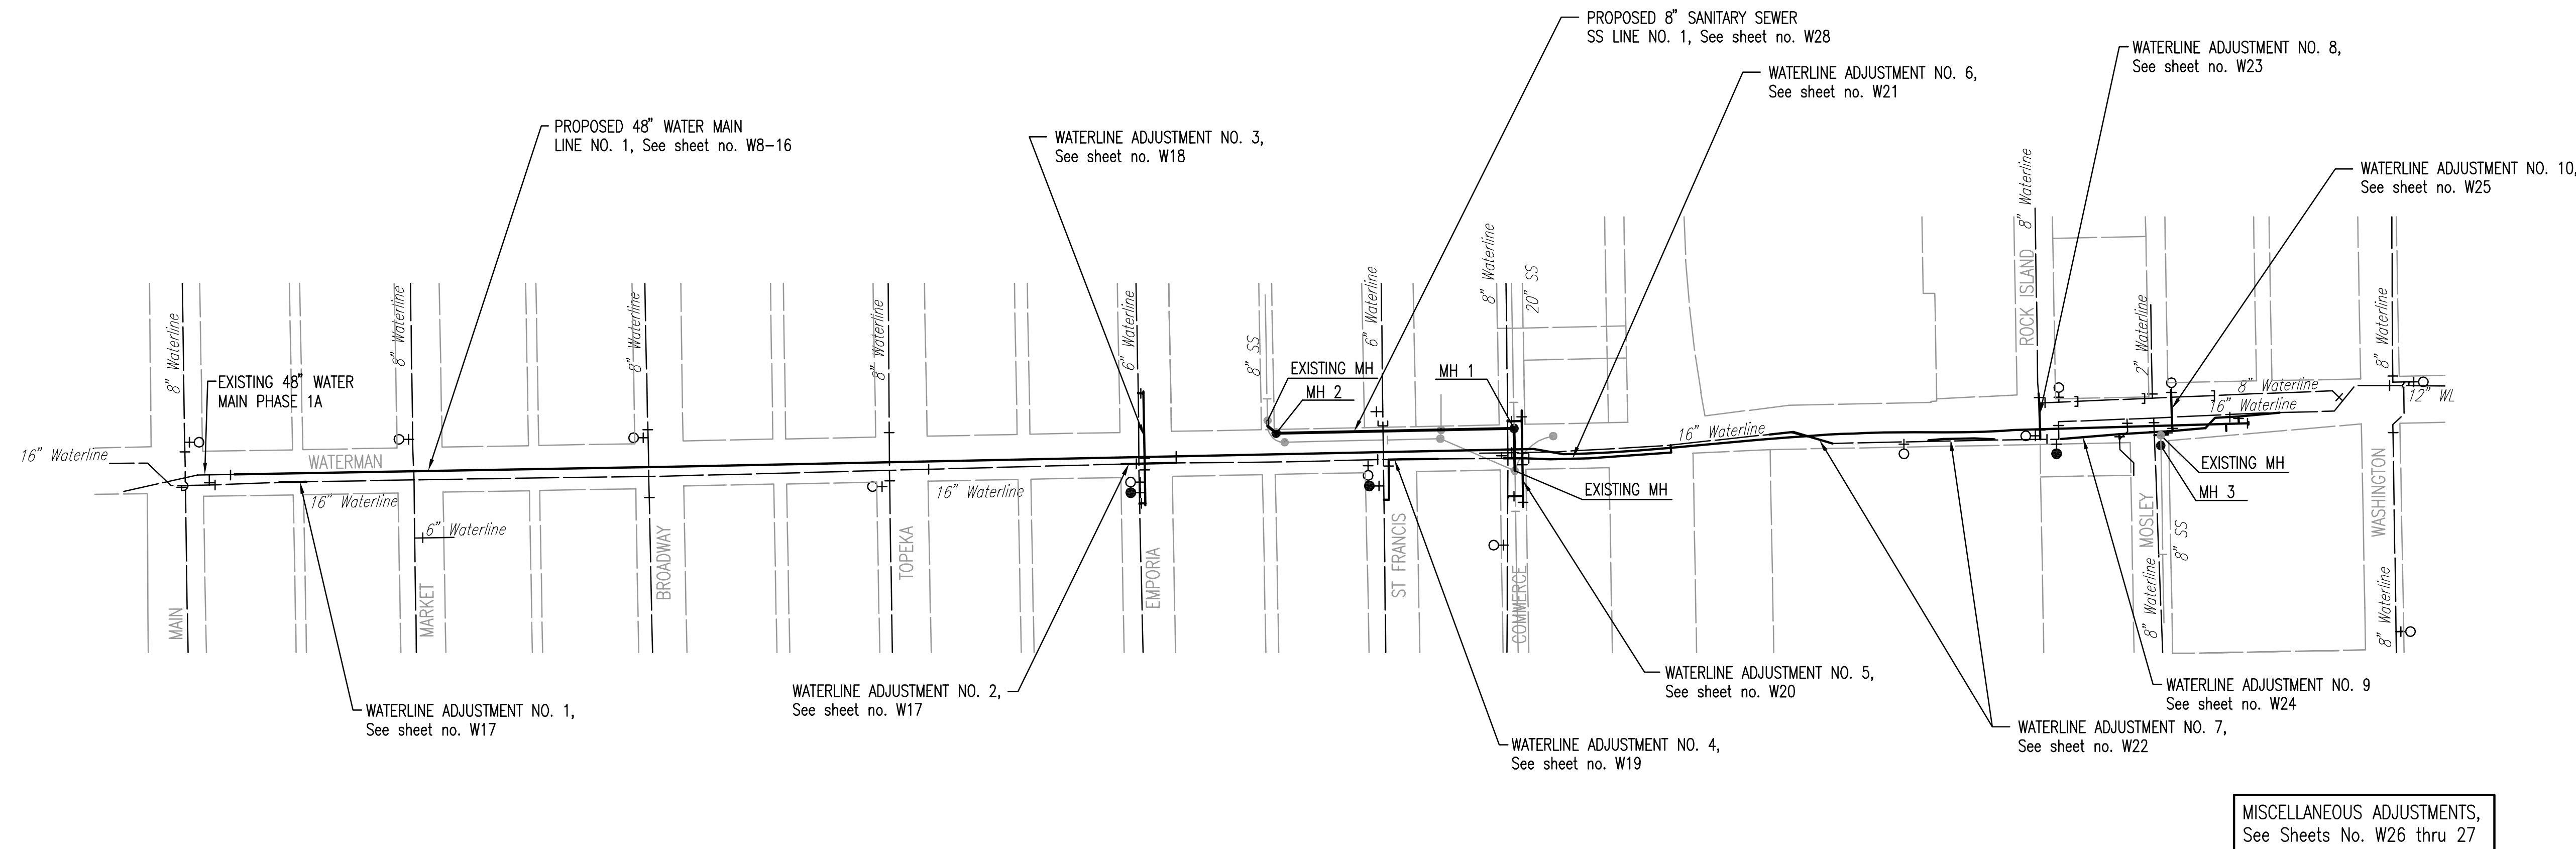 PROPOSED 8" SANITARY SEWER
SS LINE NO. 1, See sheet no. W28
WATERLINE ADJUSTMENT NO. 8,
See sheet no. W23
WATERLINE ADJUSTMENT NO. 6,
See sheet no. W21
PROPOSED 48" WATER MAIN
LINE NO. 1, See sheet no. W8-16
WATERLINE ADJUSTMENT NO. 3,
See sheet no. W18
WATERLINE ADJUSTMENT NO. 10,
See sheet no. W25
8" Waterline
8" Waterline
8" Waterline
8" Waterline
6" Waterline
8" SS
6" Waterline
8" Waterline
20" SS
8" Waterline
ROCK ISLAND
2" Waterline
8" Waterline
EXISTING 48" WATER
MAIN PHASE 1A
EXISTING MH
MH 2
MH 1
8" Waterline
16" Waterline
12" WL
16" Waterline
WATERMAN
16" Waterline
16" Waterline
16" Waterline
EXISTING MH
MH 3
EXISTING MH
6" Waterline
MAIN
MARKET
BROADWAY
TOPEKA
EMPORIA
ST FRANCIS
COMMERCE
8" Waterline
MOSLEY
8" SS
WASHINGTON
8" Waterline
WATERLINE ADJUSTMENT NO. 1,
See sheet no. W17
WATERLINE ADJUSTMENT NO. 2,
See sheet no. W17
WATERLINE ADJUSTMENT NO. 5,
See sheet no. W20
WATERLINE ADJUSTMENT NO. 9
See sheet no. W24
WATERLINE ADJUSTMENT NO. 7,
See sheet no. W22
WATERLINE ADJUSTMENT NO. 4,
See sheet no. W19
MISCELLANEOUS ADJUSTMENTS,
See Sheets No. W26 thru 27